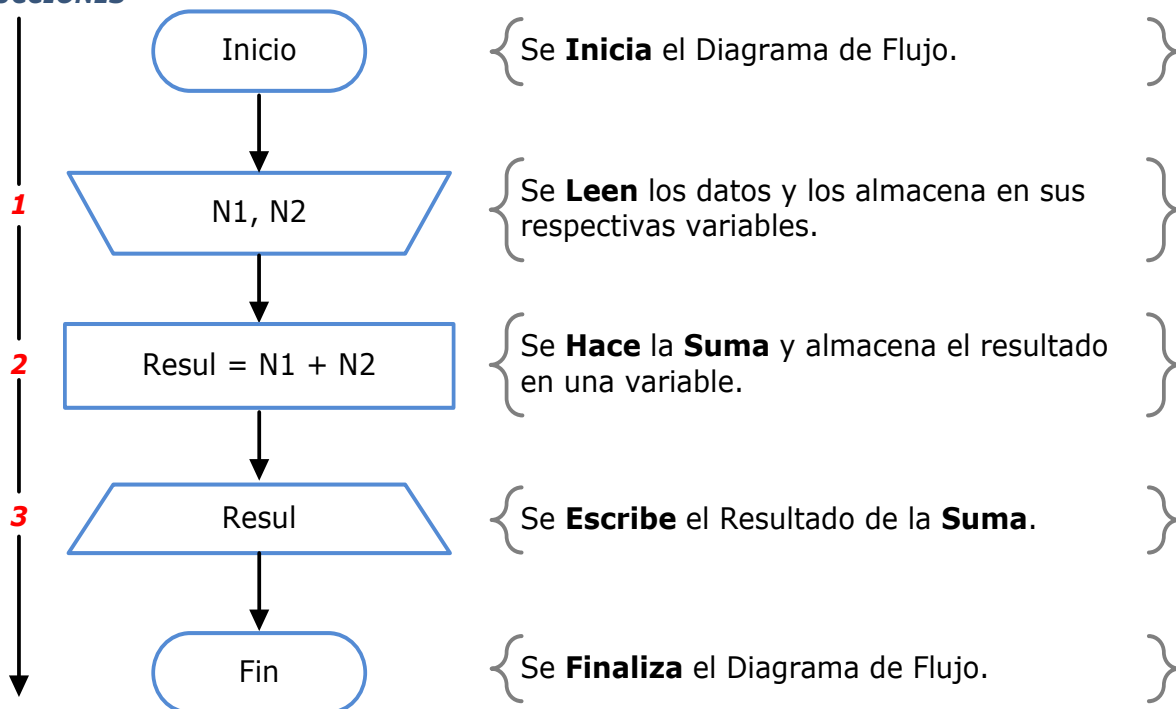 Inicio
Se Inicia el Diagrama de Flujo.
1
N1, N2
Se Leen los datos y los almacena en sus
respectivas variables.
2
Resul = N1 + N2
Se Hace la Suma y almacena el resultado
en una variable.
3
Resul
Se Escribe el Resultado de la Suma.
Fin
Se Finaliza el Diagrama de Flujo.